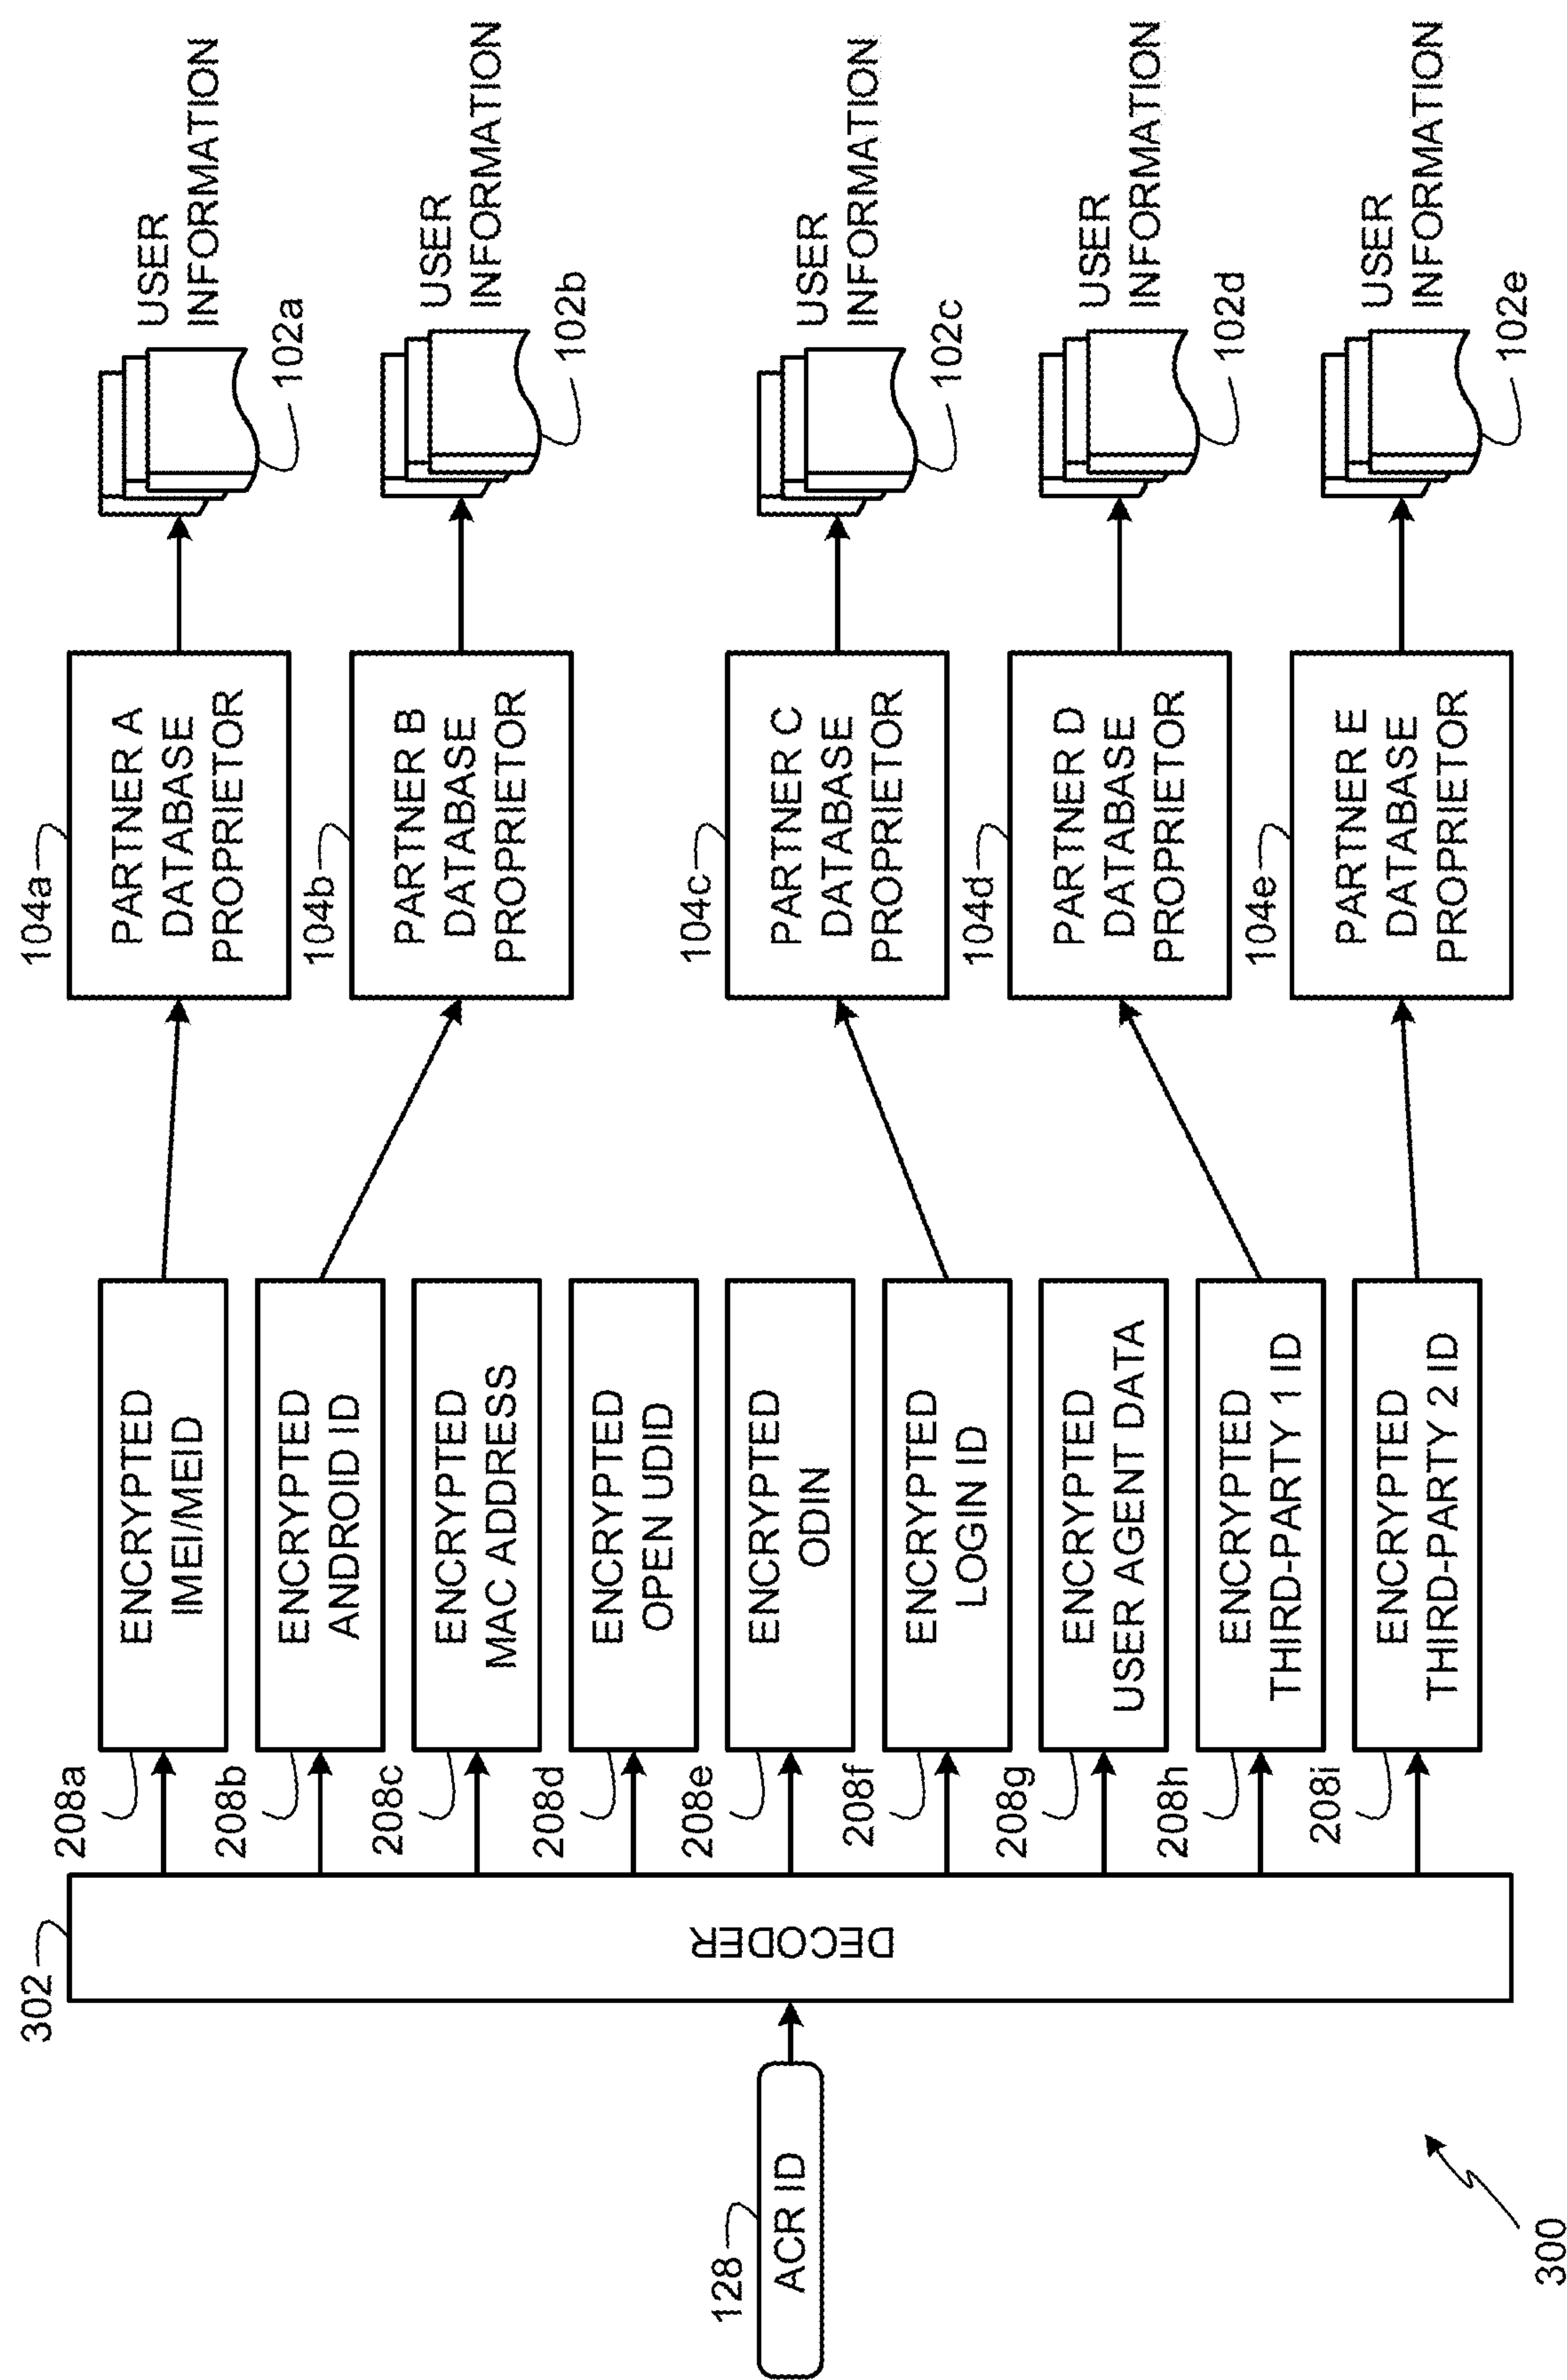 128
ACR ID
302
DECODER
208a
ENCRYPTED
IMEI/MEID
208b
ENCRYPTED
ANDROID ID
208c
ENCRYPTED
MAC ADDRESS
208d
ENCRYPTED
OPEN UDID
208e
ENCRYPTED
ODIN
208f
ENCRYPTED
LOGIN ID
208g
ENCRYPTED
USER AGENT DATA
208h
ENCRYPTED
THIRD-PARTY 1 ID
208i
ENCRYPTED
THIRD-PARTY 2 ID
104a
PARTNER A
DATABASE
PROPRIETOR
104b
PARTNER B
DATABASE
PROPRIETOR
104c
PARTNER C
DATABASE
PROPRIETOR
104d
PARTNER D
DATABASE
PROPRIETOR
104e
PARTNER E
DATABASE
PROPRIETOR
USER
INFORMATION
102a
USER
INFORMATION
102b
USER
INFORMATION
102c
USER
INFORMATION
102d
USER
INFORMATION
102e
300